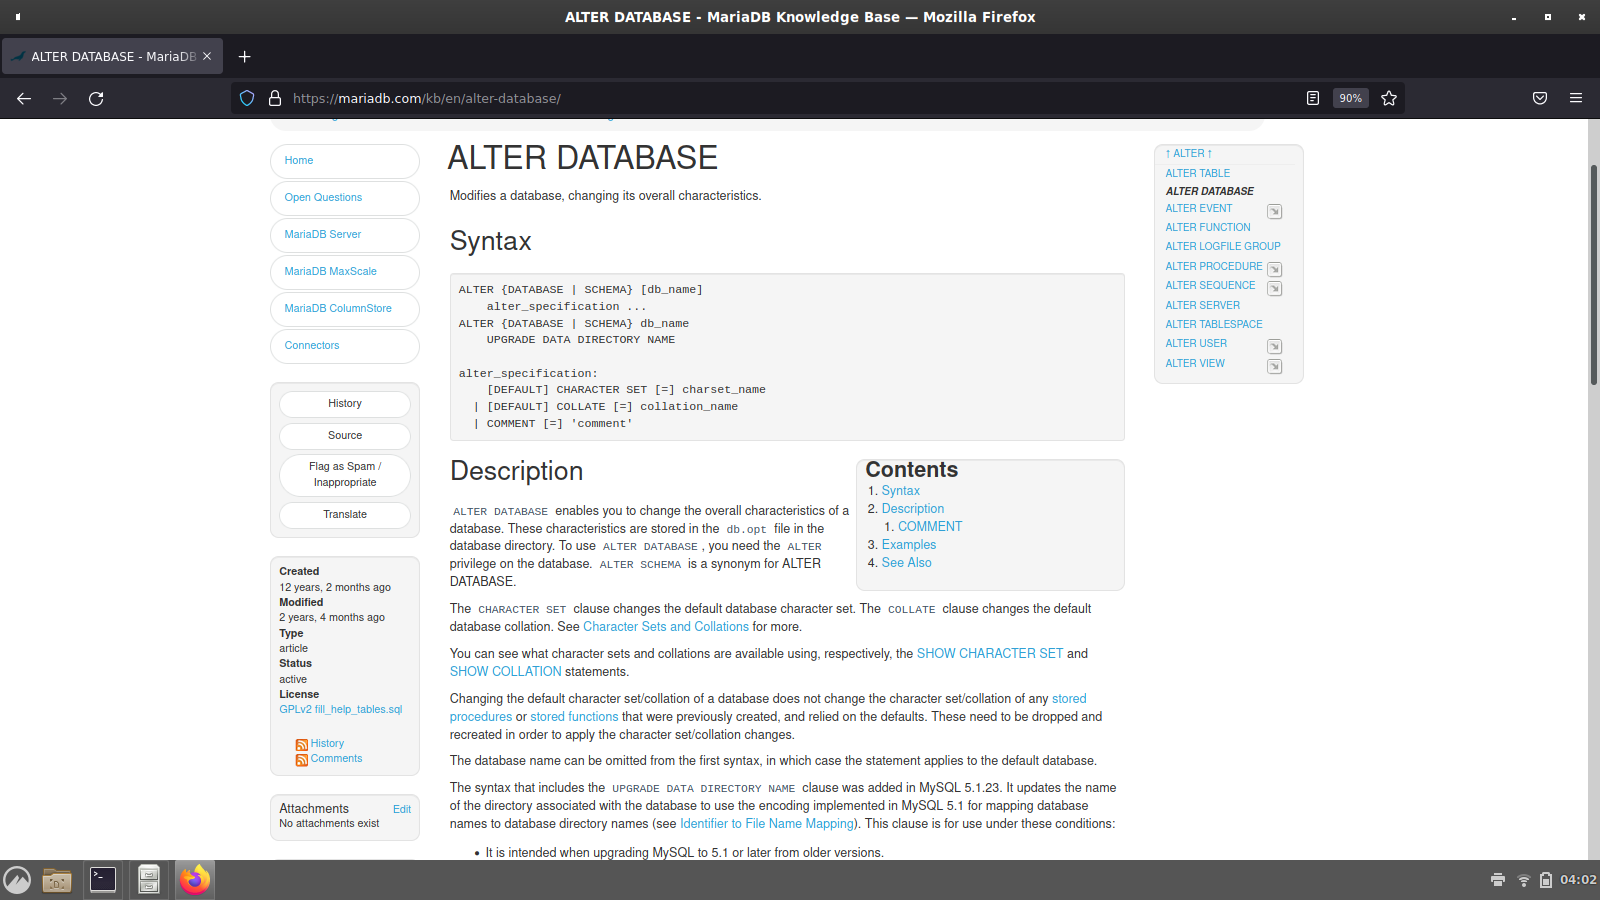 ALTER DATABASE - MariaDB Knowledge Base — Mozilla Firefox
ALTER DATABASE - MariaDB
https://mariadb.com/kb/en/alter-database/
90%
Home
Open Questions
MariaDB Server
MariaDB MaxScale
MariaDB ColumnStore
Connectors
History
Source
Flag as Spam /
Inappropriate
Translate
Created
12 years, 2 months ago
Modified
2 years, 4 months ago
Type
article
Status
active
License
GPLv2 fill_help_tables.sql
History
Comments
Attachments
Edit
No attachments exist
ALTER DATABASE
Modifies a database, changing its overall characteristics.
Syntax
ALTER {DATABASE | SCHEMA} [db_name]
    alter_specification ...
ALTER {DATABASE | SCHEMA} db_name
    UPGRADE DATA DIRECTORY NAME
alter_specification:
    [DEFAULT] CHARACTER SET [=] charset_name
  | [DEFAULT] COLLATE [=] collation_name
  | COMMENT [=] 'comment'
Description
ALTER DATABASE enables you to change the overall characteristics of a
database. These characteristics are stored in the db.opt file in the
database directory. To use ALTER DATABASE, you need the ALTER
privilege on the database. ALTER SCHEMA is a synonym for ALTER
DATABASE.
Contents
1. Syntax
2. Description
1. COMMENT
3. Examples
4. See Also
The CHARACTER SET clause changes the default database character set. The COLLATE clause changes the default
database collation. See Character Sets and Collations for more.
You can see what character sets and collations are available using, respectively, the SHOW CHARACTER SET and
SHOW COLLATION statements.
Changing the default character set/collation of a database does not change the character set/collation of any stored
procedures or stored functions that were previously created, and relied on the defaults. These need to be dropped and
recreated in order to apply the character set/collation changes.
The database name can be omitted from the first syntax, in which case the statement applies to the default database.
The syntax that includes the UPGRADE DATA DIRECTORY NAME clause was added in MySQL 5.1.23. It updates the name
of the directory associated with the database to use the encoding implemented in MySQL 5.1 for mapping database
names to database directory names (see Identifier to File Name Mapping). This clause is for use under these conditions:
• It is intended when upgrading MySQL to 5.1 or later from older versions.
↑ ALTER ↑
ALTER TABLE
ALTER DATABASE
ALTER EVENT
ALTER FUNCTION
ALTER LOGFILE GROUP
ALTER PROCEDURE
ALTER SEQUENCE
ALTER SERVER
ALTER TABLESPACE
ALTER USER
ALTER VIEW
04:02